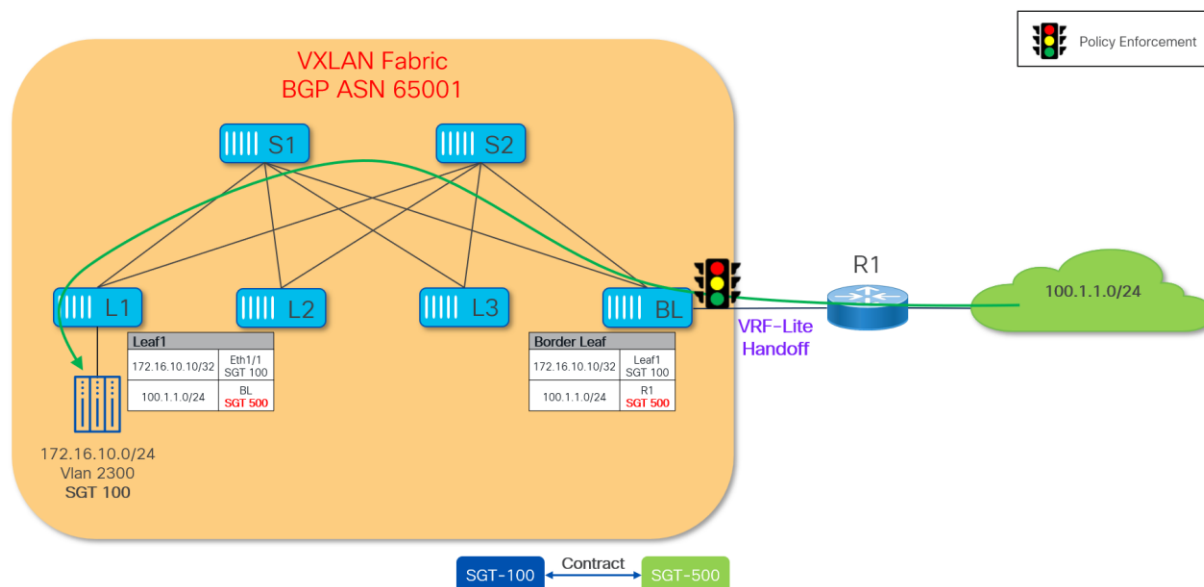 Policy Enforcement
VXLAN Fabric
BGP ASN 65001
S1
S2
L1
L2
L3
BL
R1
100.1.1.0/24
VRF-Lite
Handoff
Leaf1
172.16.10.10/32 Eth1/1 SGT 100
100.1.1.0/24 BL SGT 500
Border Leaf
172.16.10.10/32 Leaf1 SGT 100
100.1.1.0/24 R1 SGT 500
172.16.10.0/24
Vlan 2300
SGT 100
SGT-100 Contract SGT-500